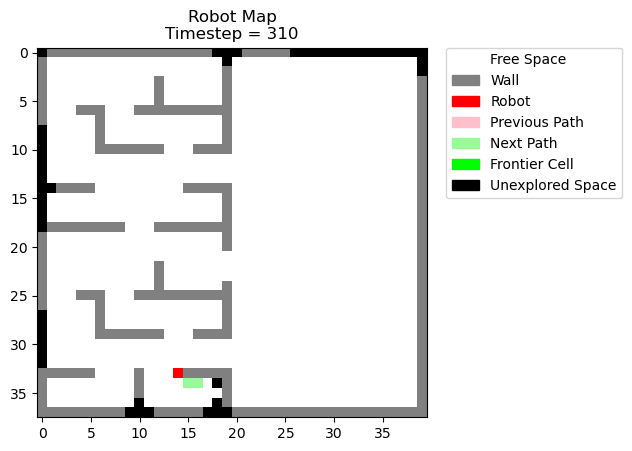 Robot Map
Timestep = 310
Free Space
Wall
Robot
Previous Path
Next Path
Frontier Cell
Unexplored Space
0
5
10
15
20
25
30
35
0
5
10
15
20
25
30
35